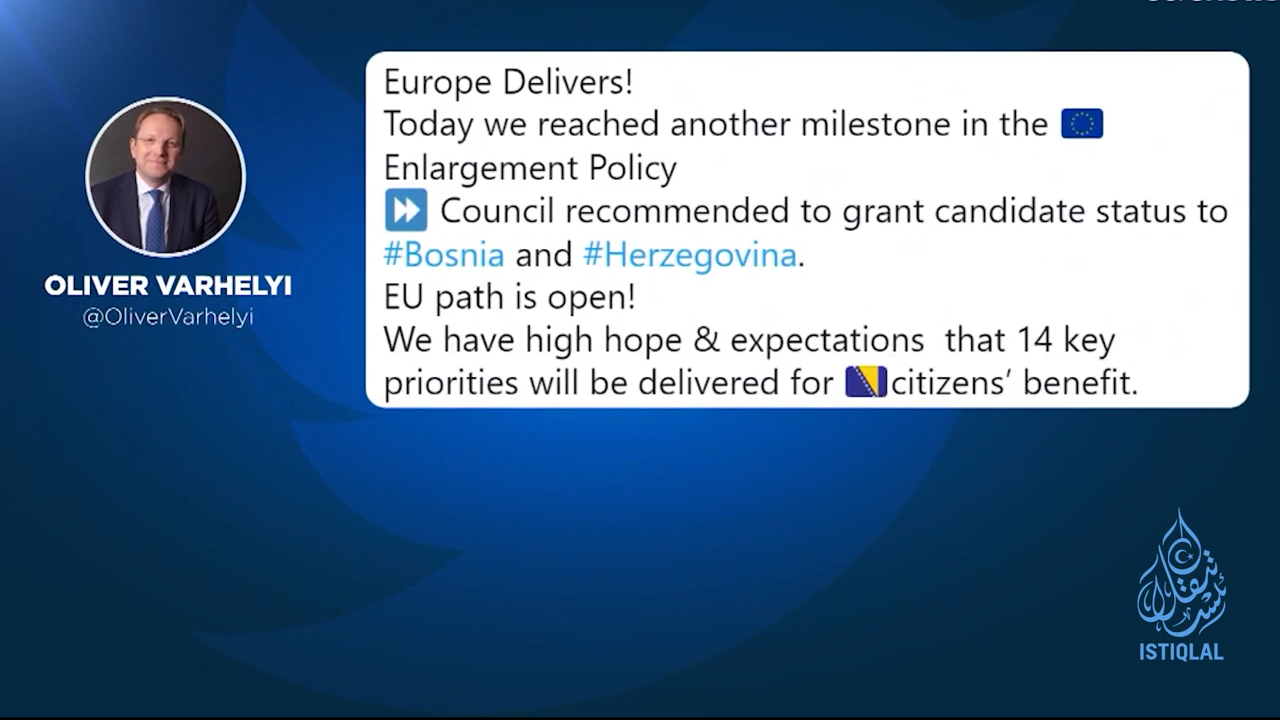 Europe Delivers!
Today we reached another milestone in the 🇪🇺
Enlargement Policy
⏩ Council recommended to grant candidate status to
#Bosnia and #Herzegovina.
EU path is open!
We have high hope & expectations  that 14 key
priorities will be delivered for 🇧🇦citizens’ benefit.
OLIVER VARHELYI
@OliverVarhelyi
ISTIQLAL